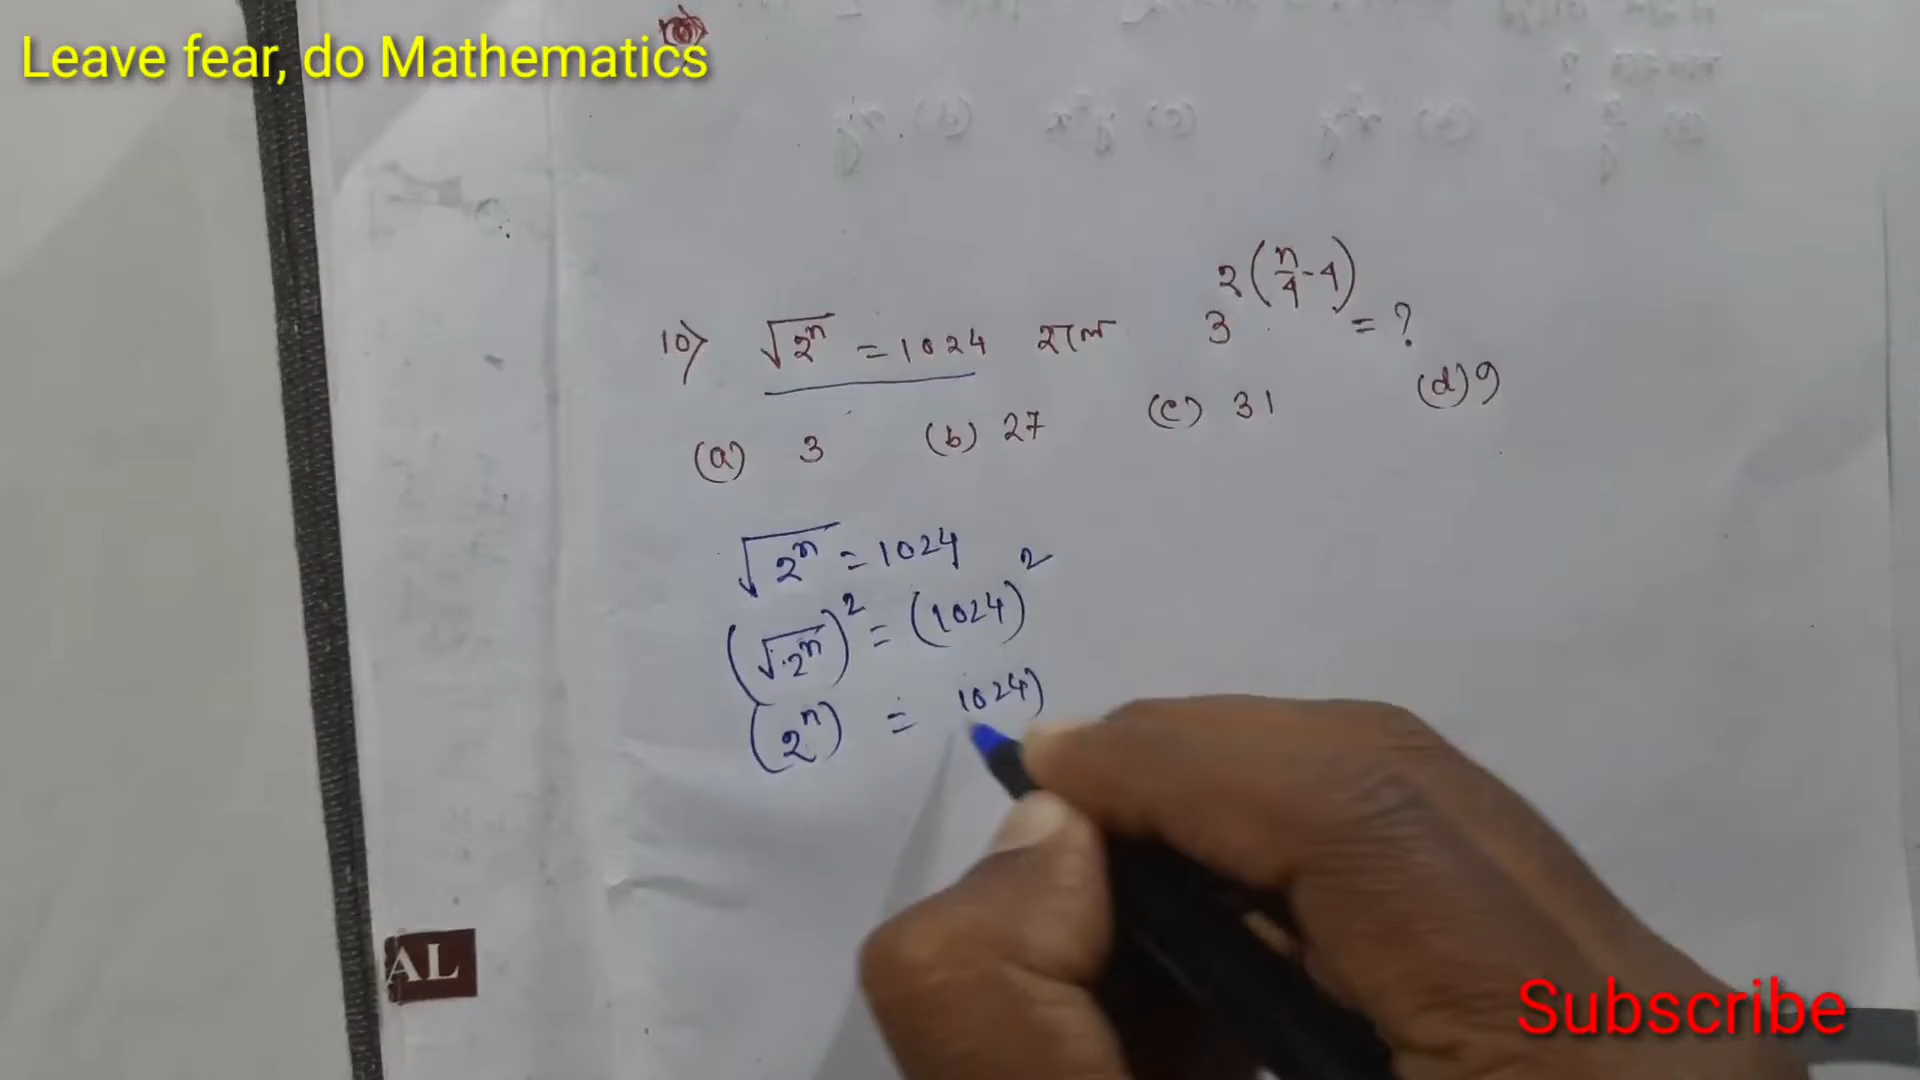 Leave fear, do Mathematics
10) √2ⁿ = 1024 হলে 3^2(n/4 - 4) = ?
(a) 3 (b) 27 (c) 31 (d) 9
√2ⁿ = 1024
(√2ⁿ)² = (1024)²
(2ⁿ) = 1024)
AL
Subscribe